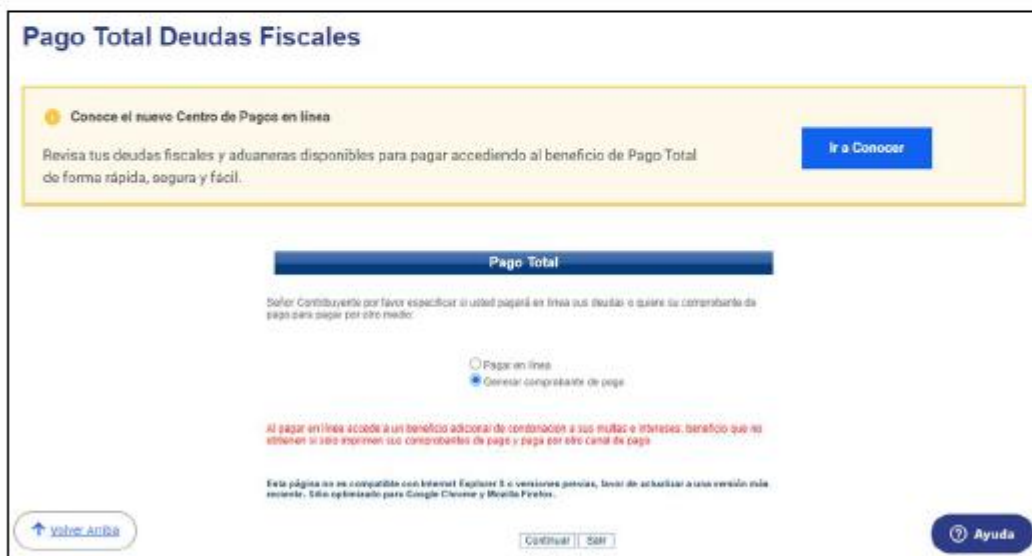 Pago Total Deudas Fiscales
Conoce el nuevo Centro de Pagos en línea
Revisa tus deudas fiscales y aduaneras disponibles para pagar accediendo al beneficio de Pago Total
de forma rápida, segura y fácil.
Ir a Conocer
Pago Total
Señor Contribuyente por favor especificar si usted pagará en línea sus deudas o quiere su comprobante de
pago para pagar por otro medio:
Pagar en línea
Generar comprobante de pago
Al pagar en línea accede a un beneficio adicional de condonación a sus multas e intereses, beneficio que no
obtienen si solo imprimen sus comprobantes de pago y paga por otro canal de pago
Esta página no es compatible con Internet Explorer 8 o versiones previas, favor de actualizar a una versión más
reciente. Sitio optimizado para Google Chrome y Mozilla Firefox.
Volver Arriba
Continuar Salir
Ayuda